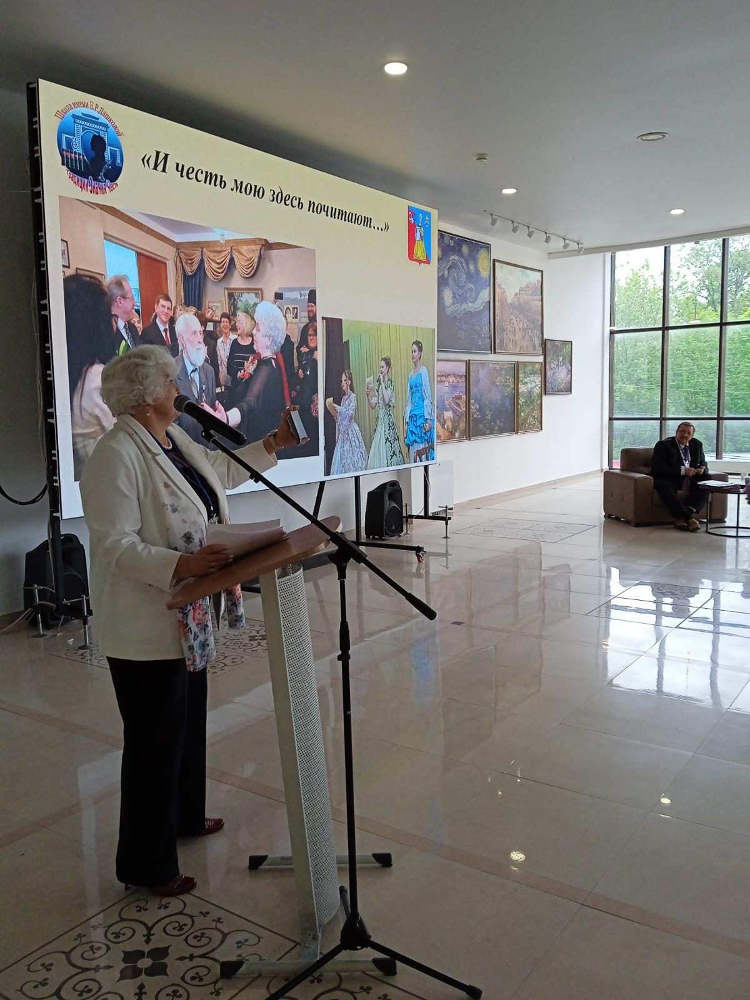 Школа имени Е.Р.Дашковой
«И честь мою здесь почитают...»
Традиции Знания Честь